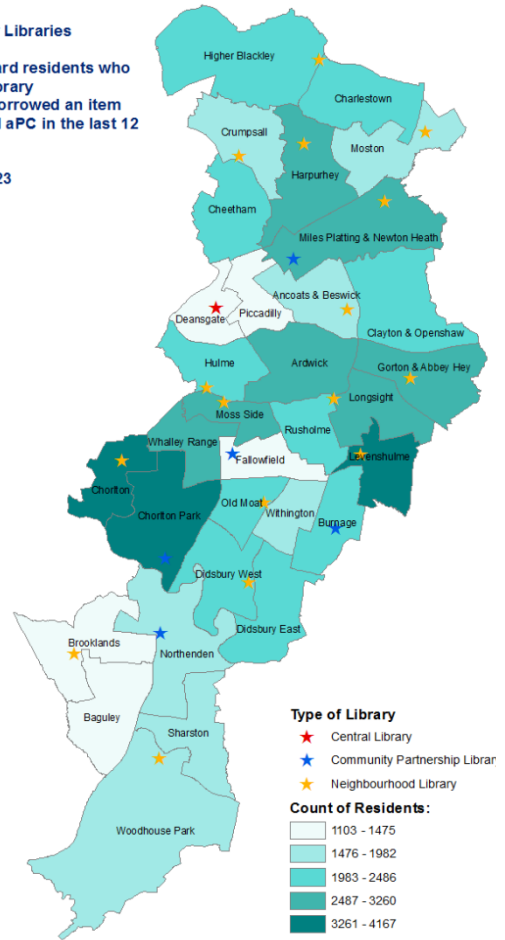 Libraries
ard residents who
brary
orrowed an item
aPC in the last 12
23
Higher Blackley
Charlestown
Crumpsall
Moston
Harpurhey
Cheetham
Miles Platting & Newton Heath
Ancoats & Beswick
Deansgate
Piccadilly
Clayton & Openshaw
Hulme
Ardwick
Gorton & Abbey Hey
Longsight
Moss Side
Rusholme
Whalley Range
Fallowfield
Levenshulme
Chorlton
Chorlton Park
Old Moat
Withington
Burnage
Didsbury West
Didsbury East
Brooklands
Northenden
Baguley
Sharston
Woodhouse Park
Type of Library
Central Library
Community Partnership Librar
Neighbourhood Library
Count of Residents:
1103 - 1475
1476 - 1982
1983 - 2486
2487 - 3260
3261 - 4167